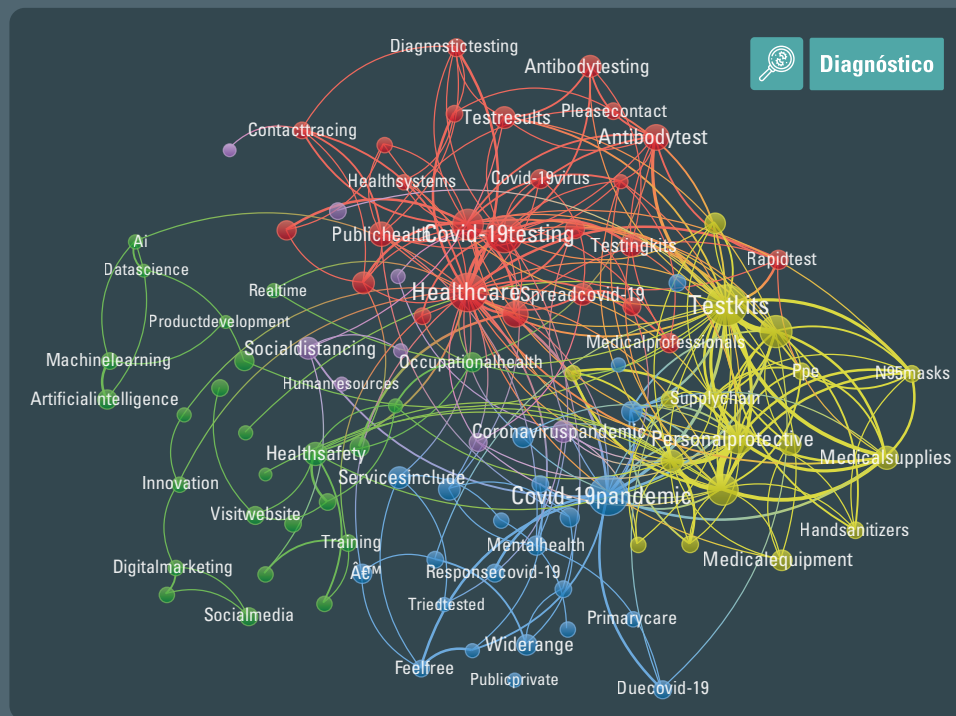 Diagnóstico
Diagnostictesting
Antibodytesting
Testresults
Pleasecontact
Contacttracing
Antibodytest
Healthsystems
Covid-19virus
Publichealth
Covid-19testing
Testingkits
Ai
Rapidtest
Datascience
Realtime
Healthcare
Spreadcovid-19
Testkits
Productdevelopment
Socialdistancing
Medicalprofessionals
Machinelearning
Occupationalhealth
Ppe
N95masks
Humanresources
Artificialintelligence
Supplychain
Coronaviruspandemic
Personalprotective
Healthsafety
Medicalsupplies
Servicesinclude
Innovation
Covid-19pandemic
Visitwebsite
Handsanitizers
Training
Mentalhealth
Medicalequipment
Digitalmarketing
â€™
Responsecovid-19
Triedtested
Socialmedia
Primarycare
Widerange
Feelfree
Publicprivate
Duecovid-19